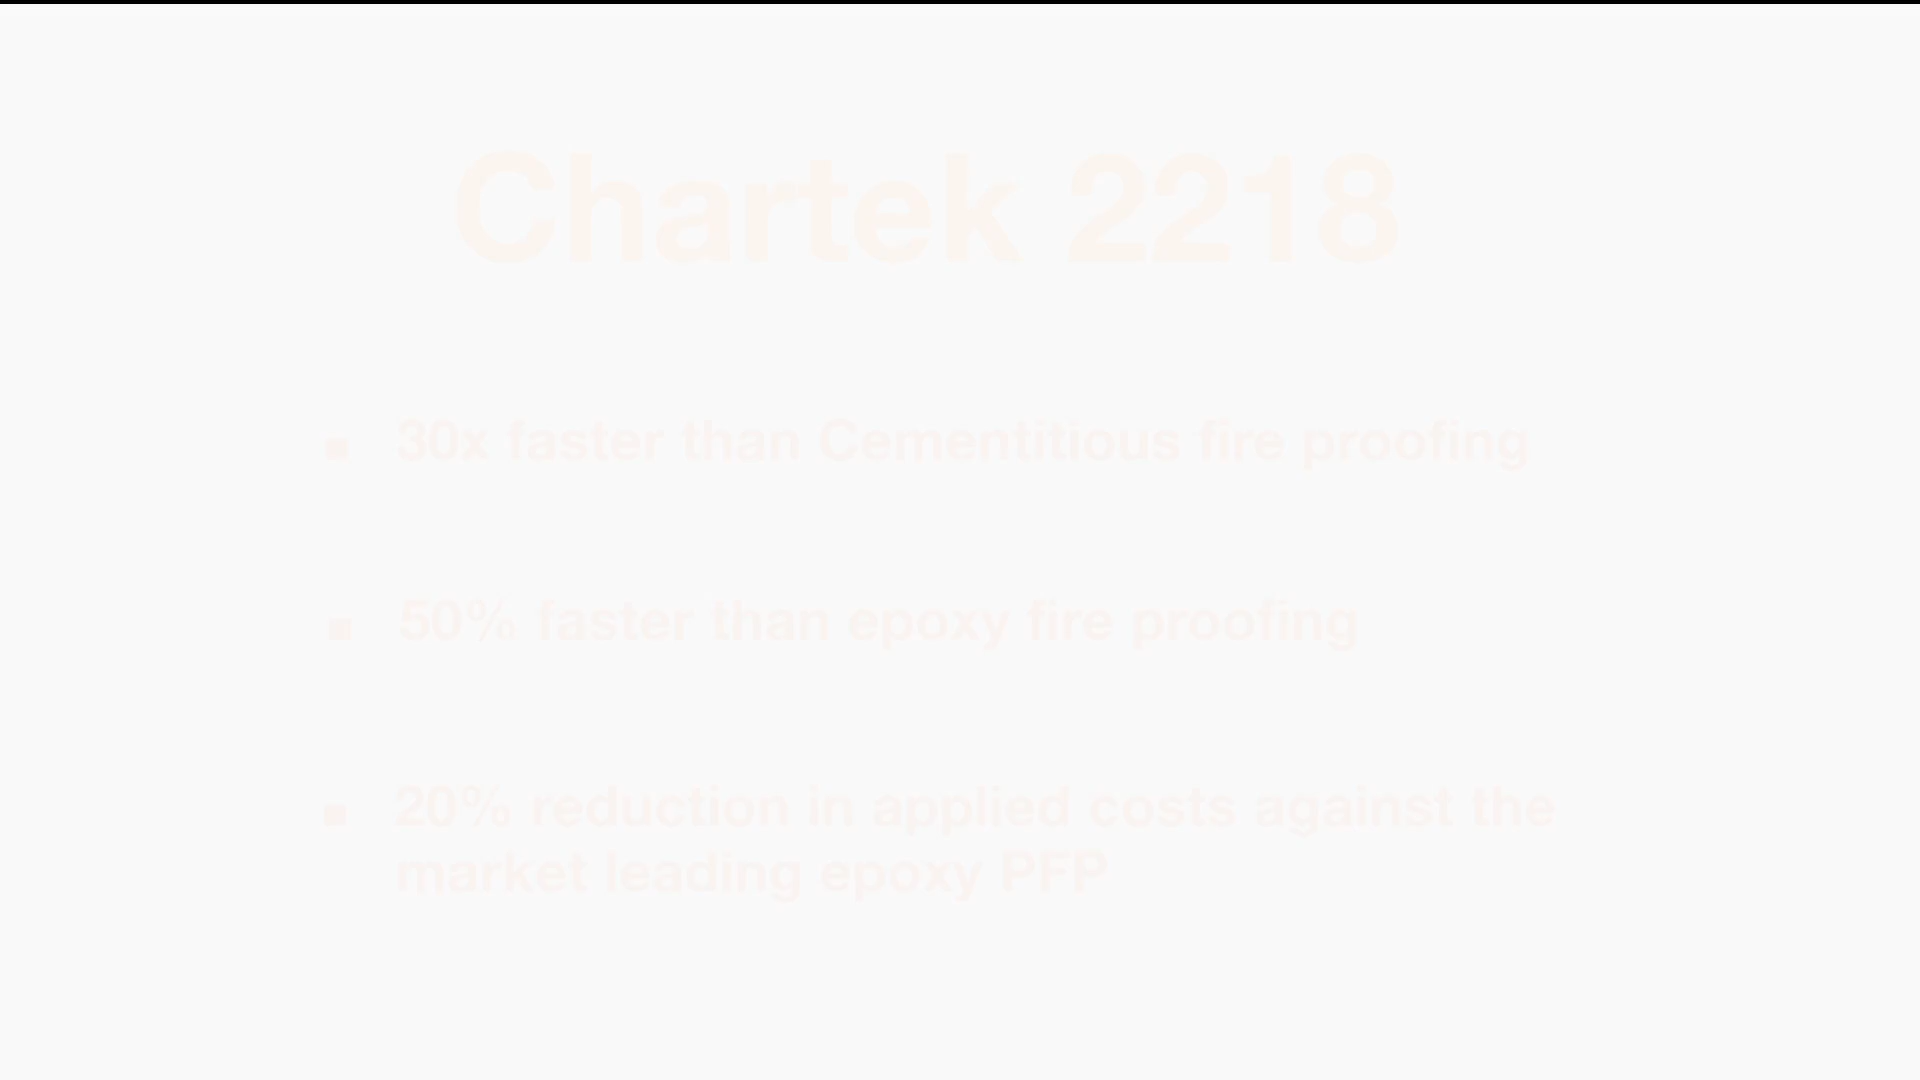 Chartek 2218
▪ 30x faster than Cementitious fire proofing
▪ 50% faster than epoxy fire proofing
▪ 20% reduction in applied costs against the
market leading epoxy PFP